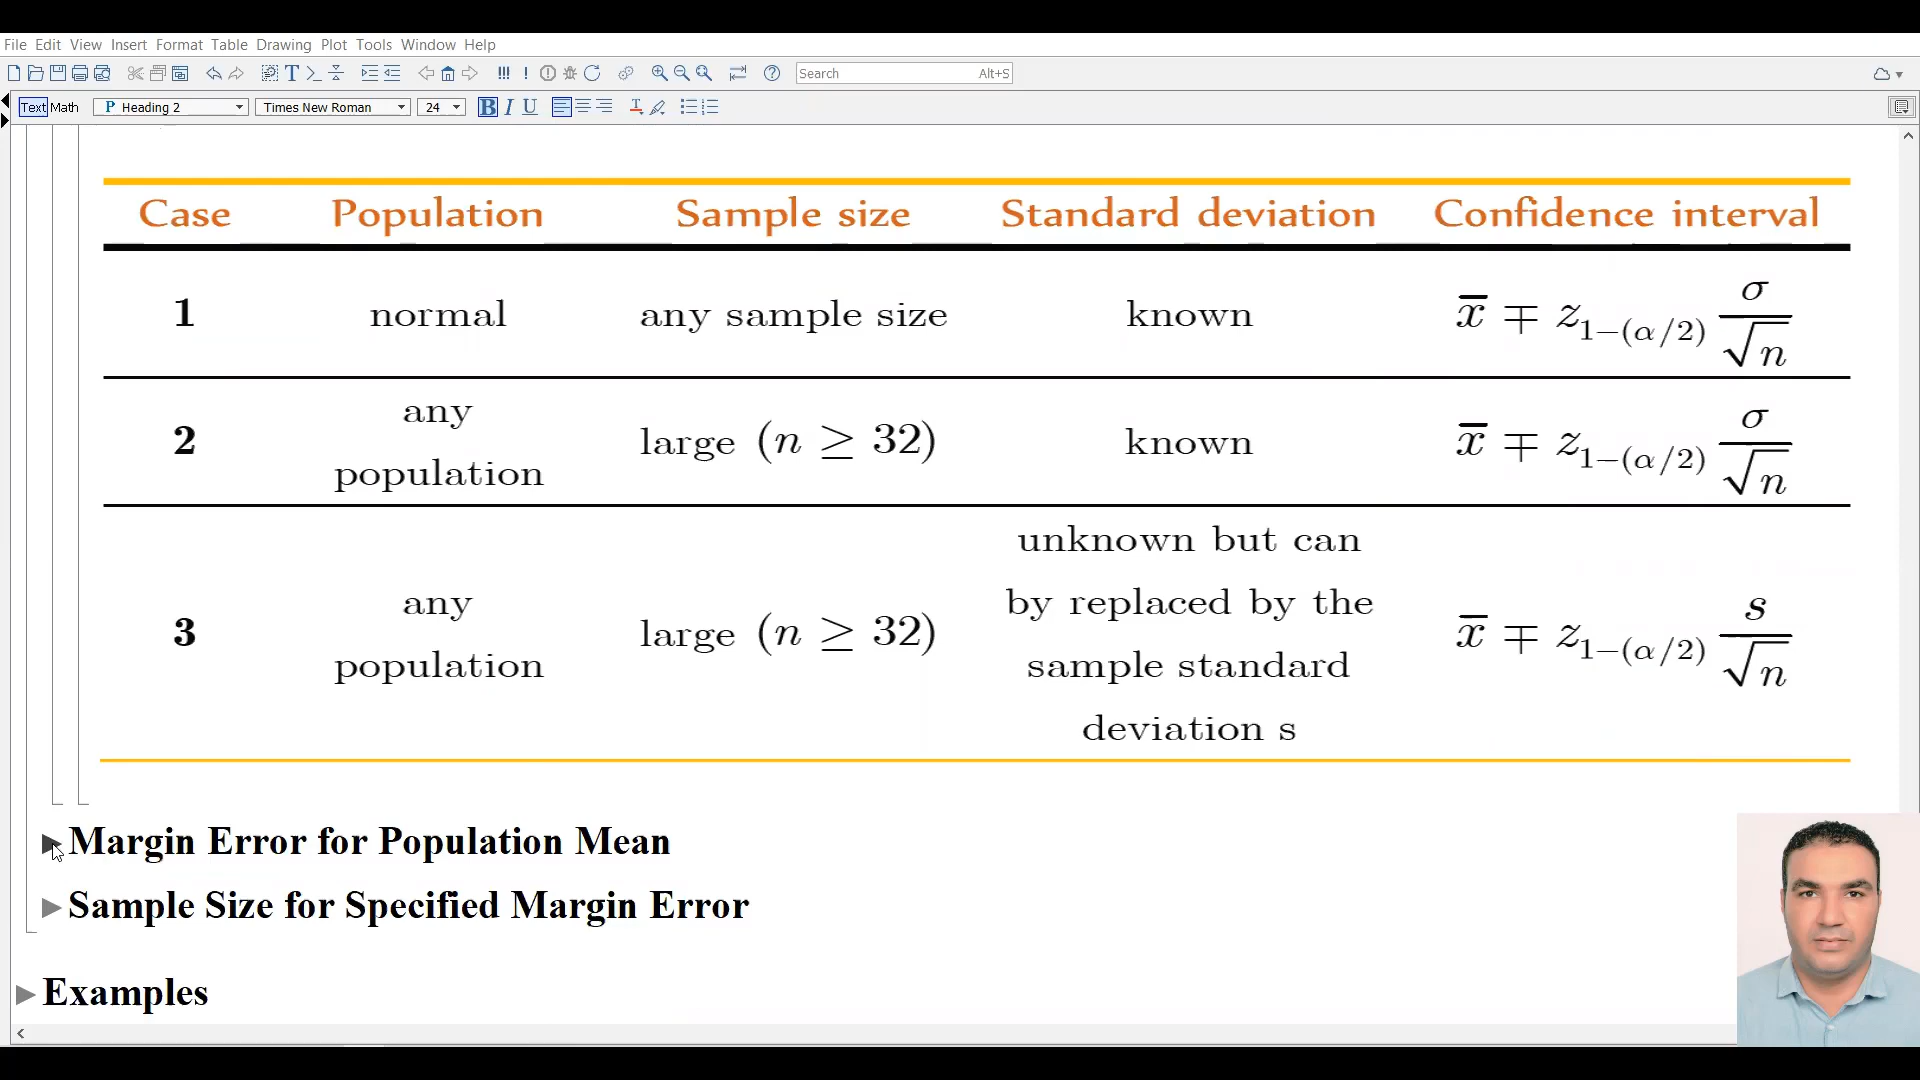 File Edit View Insert Format Table Drawing Plot Tools Window Help
Search Alt+S
Text Math P Heading 2 Times New Roman 24 B I U
Case Population Sample size Standard deviation Confidence interval
1 normal any sample size known x̅ ∓ z₁₋(α/2) σ/√n
2 any population large (n ≥ 32) known x̅ ∓ z₁₋(α/2) σ/√n
3 any population large (n ≥ 32) unknown but can by replaced by the sample standard deviation s x̅ ∓ z₁₋(α/2) s/√n
Margin Error for Population Mean
Sample Size for Specified Margin Error
Examples